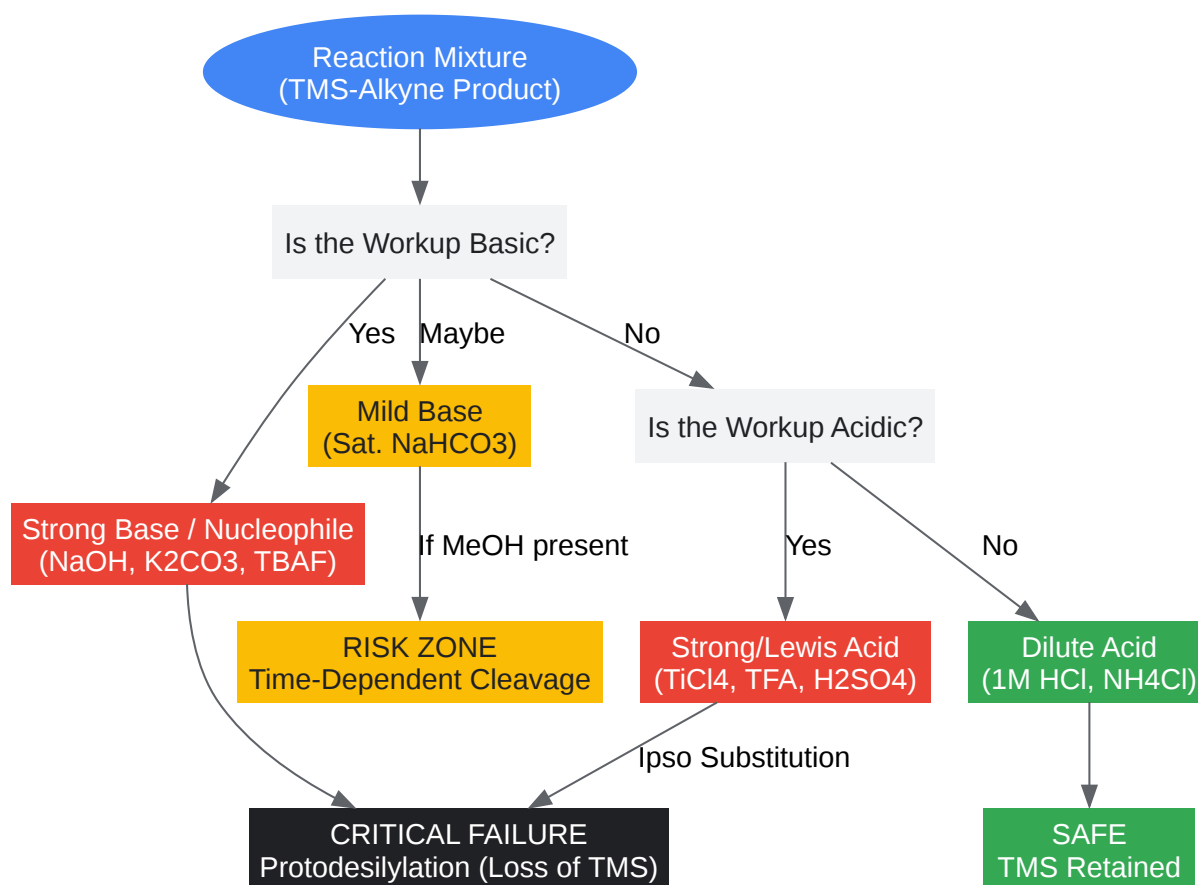 Reaction Mixture
(TMS-Alkyne Product)
Is the Workup Basic?
Yes
Maybe
No
Mild Base
(Sat. NaHCO3)
Is the Workup Acidic?
Strong Base / Nucleophile
(NaOH, K2CO3, TBAF)
If MeOH present
Yes
No
RISK ZONE
Time-Dependent Cleavage
Strong/Lewis Acid
(TiCl4, TFA, H2SO4)
Dilute Acid
(1M HCl, NH4Cl)
Ipso Substitution
CRITICAL FAILURE
Protodesilylation (Loss of TMS)
SAFE
TMS Retained